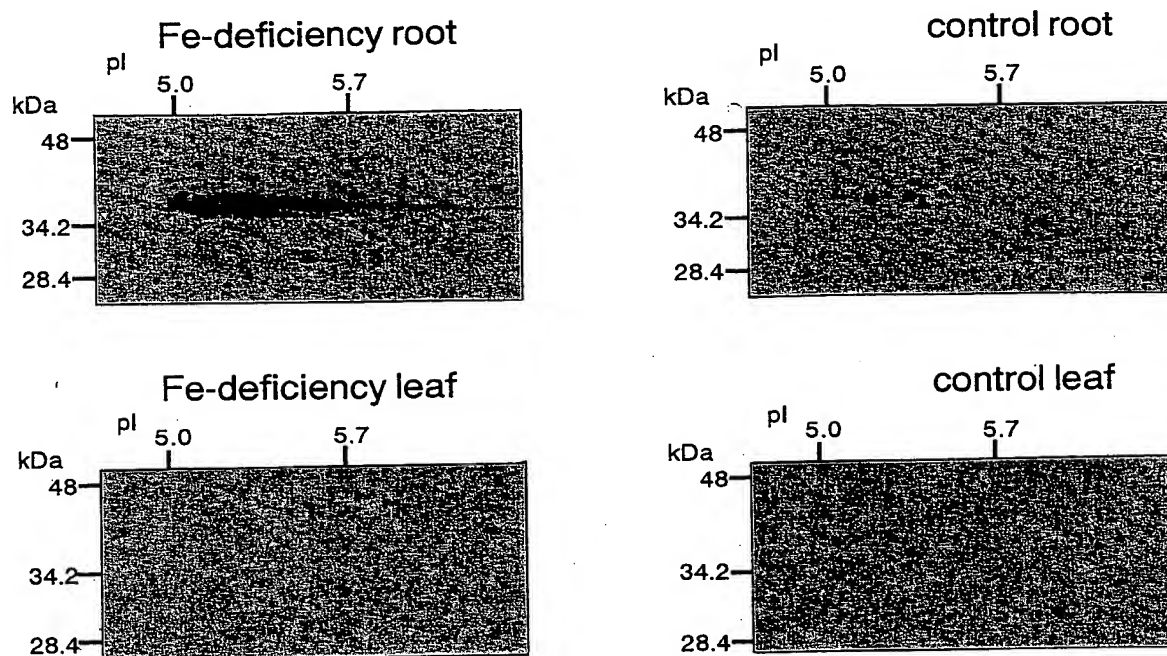 Fe-deficiency root
pI 5.0 5.7
kDa
48
34.2
28.4
control root
pI 5.0 5.7
kDa
48
34.2
28.4
Fe-deficiency leaf
pI 5.0 5.7
kDa
48
34.2
28.4
control leaf
pI 5.0 5.7
kDa
48
34.2
28.4